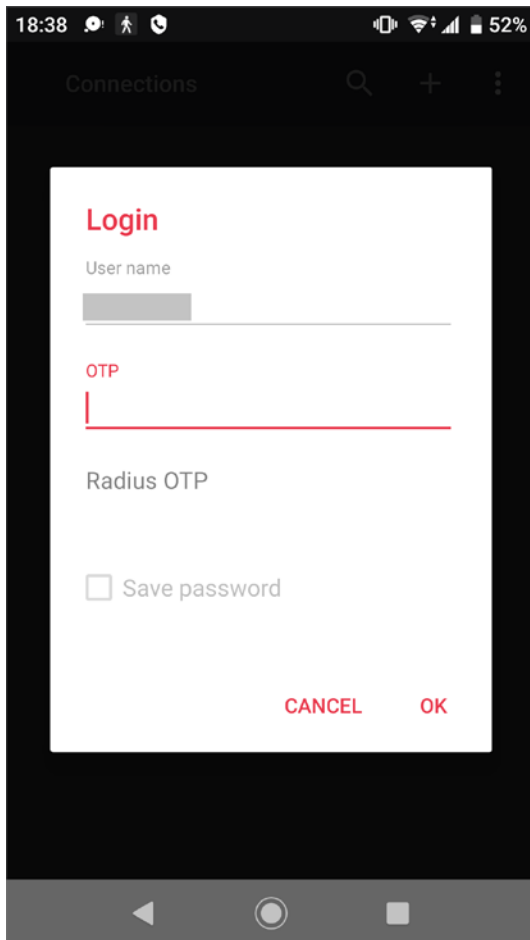 18:38 52%
Connections
Login
User name
OTP
Radius OTP
Save password
CANCEL OK